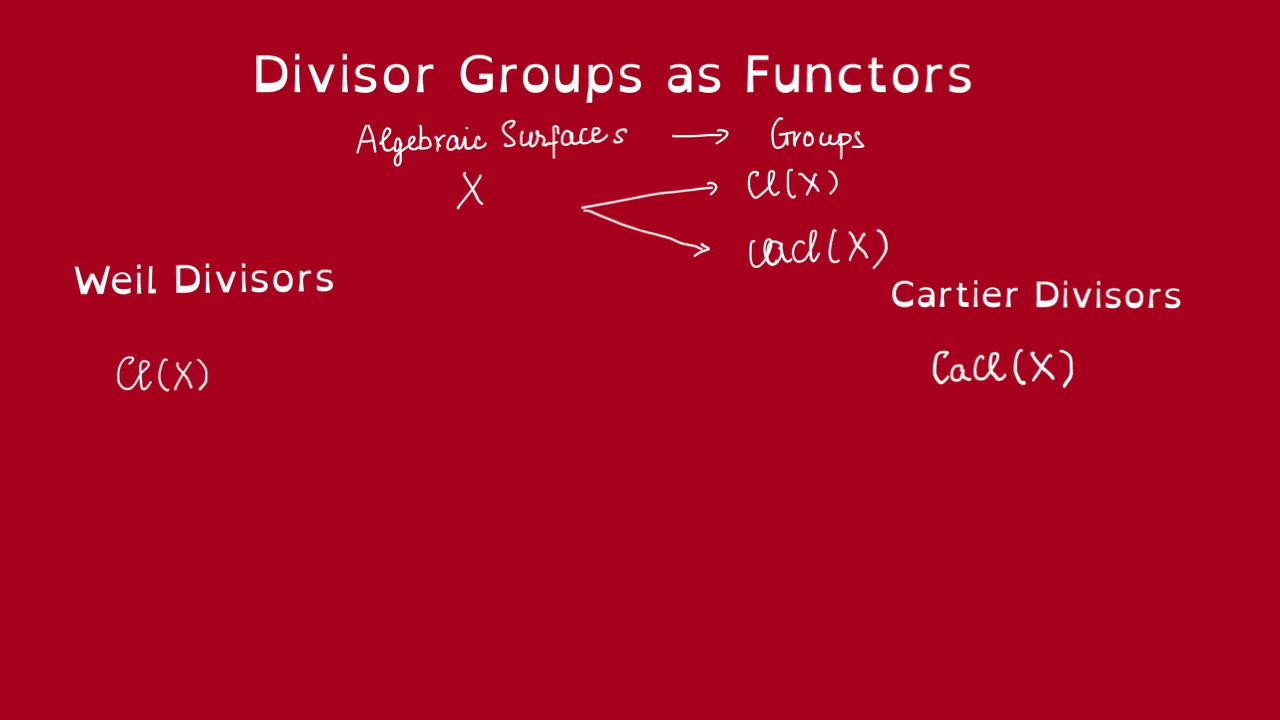 Divisor Groups as Functors
Algebraic Surfaces → Groups
X Cl(X)
Cacl(X)
Weil Divisors
Cartier Divisors
Cl(X)
CaCl(X)